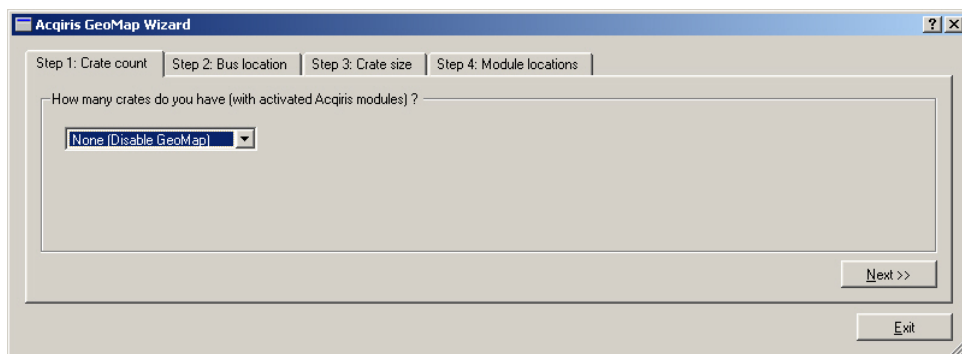 Acqiris GeoMap Wizard
Step 1: Crate count
Step 2: Bus location
Step 3: Crate size
Step 4: Module locations
How many crates do you have (with activated Acqiris modules) ?
None (Disable GeoMap)
Next >>
Exit